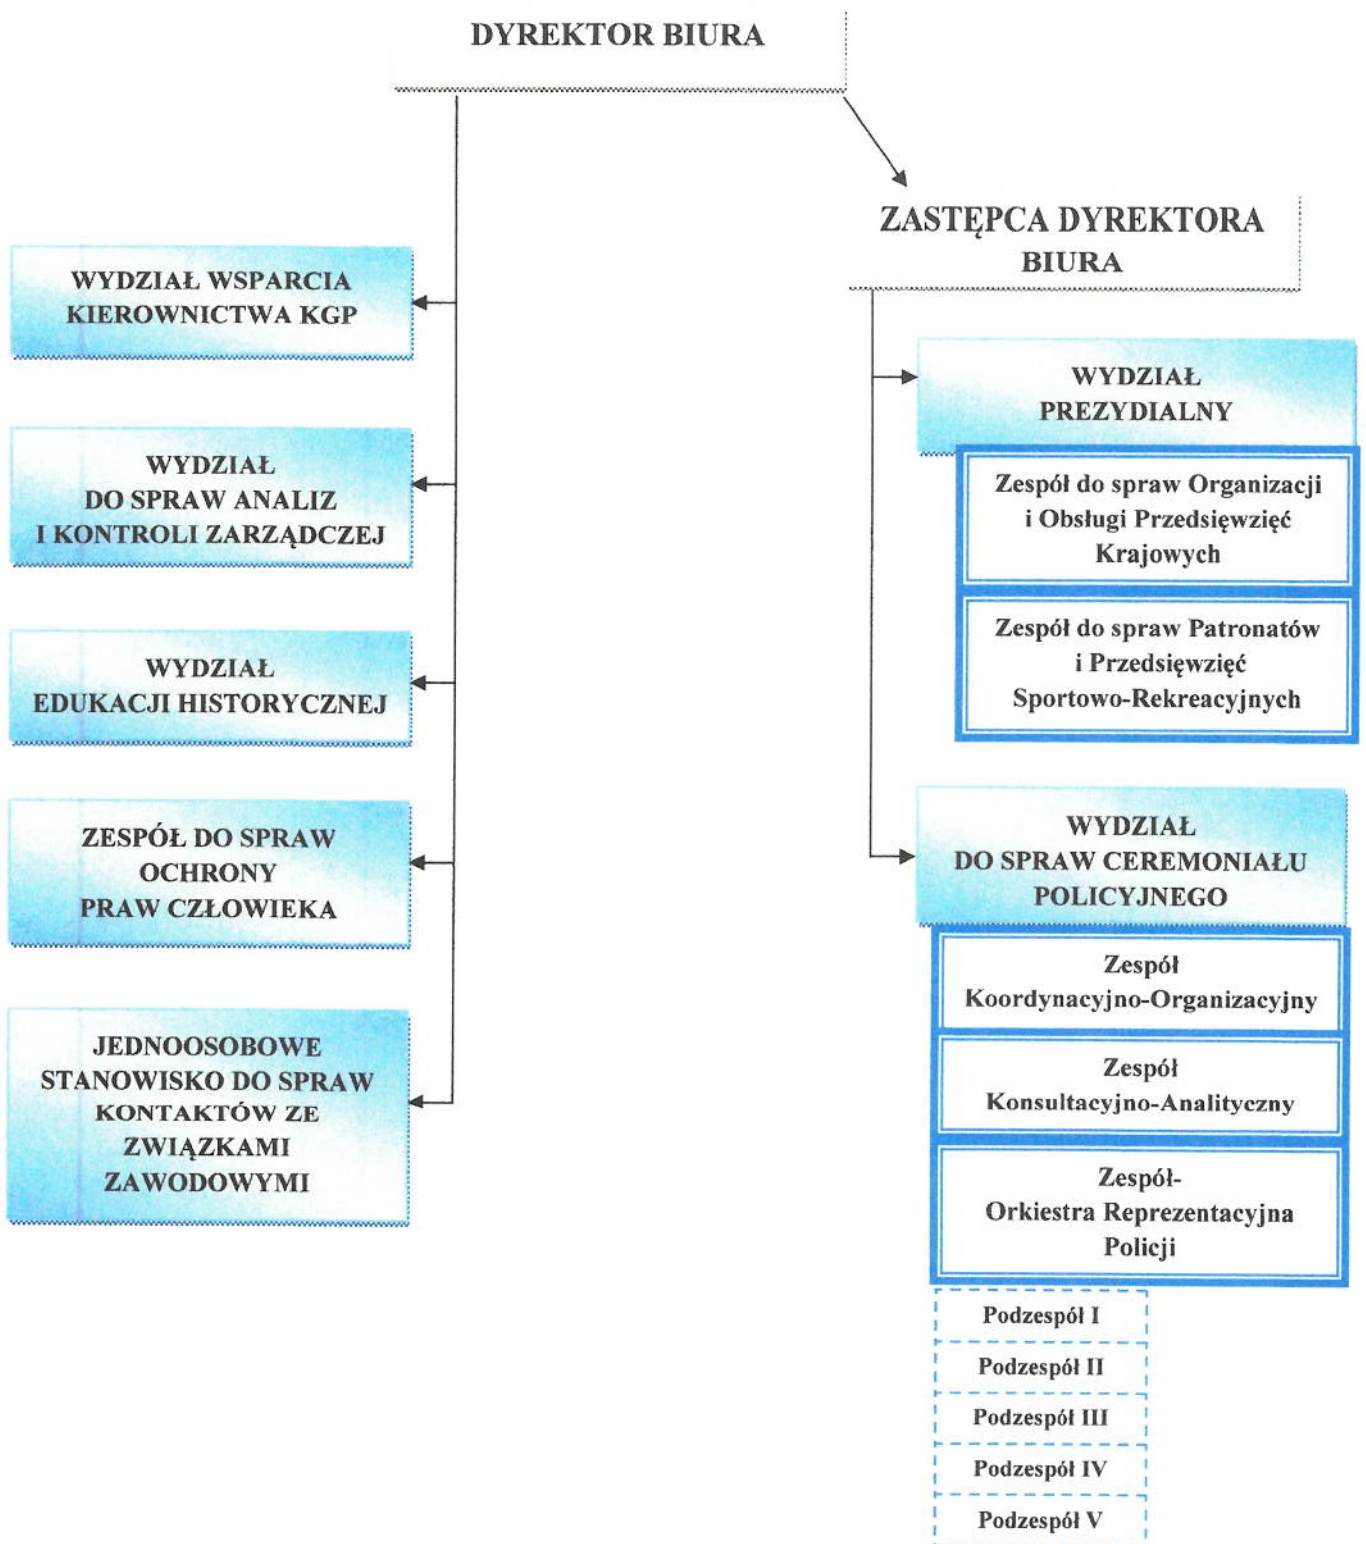 DYREKTOR BIURA
ZASTĘPCA DYREKTORA
BIURA
WYDZIAŁ WSPARCIA
KIEROWNICTWA KGP
WYDZIAŁ
DO SPRAW ANALIZ
I KONTROLI ZARZĄDCZEJ
WYDZIAŁ
EDUKACJI HISTORYCZNEJ
ZESPÓŁ DO SPRAW
OCHRONY
PRAW CZŁOWIEKA
JEDNOOSOBOWE
STANOWISKO DO SPRAW
KONTAKTÓW ZE
ZWIĄZKAMI
ZAWODOWYMI
WYDZIAŁ
PREZYDIALNY
Zespół do spraw Organizacji
i Obsługi Przedsięwzięć
Krajowych
Zespół do spraw Patronatów
i Przedsięwzięć
Sportowo-Rekreacyjnych
WYDZIAŁ
DO SPRAW CEREMONIAŁU
POLICYJNEGO
Zespół
Koordynacyjno-Organizacyjny
Zespół
Konsultacyjno-Analityczny
Zespół-
Orkiestra Reprezentacyjna
Policji
Podzespół I
Podzespół II
Podzespół III
Podzespół IV
Podzespół V